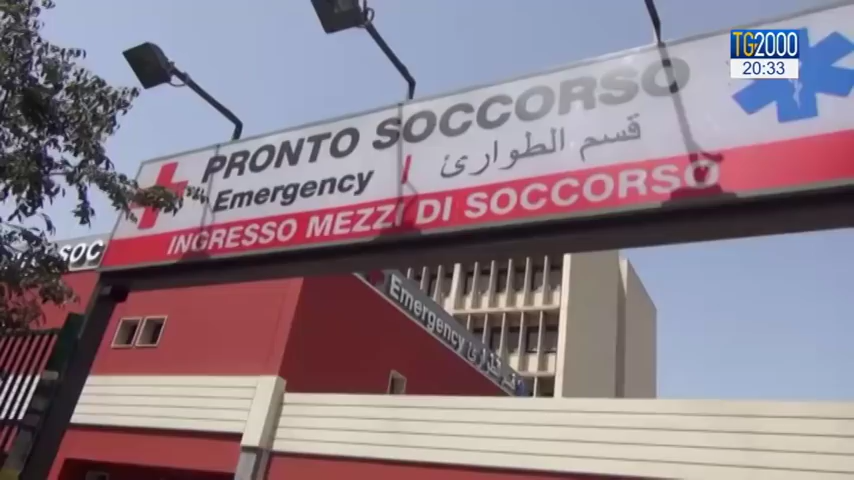 TG2000
20:33
PRONTO SOCCORSO
Emergency
قسم الطوارئ
INGRESSO MEZZI DI SOCCORSO
SOC
Emergency